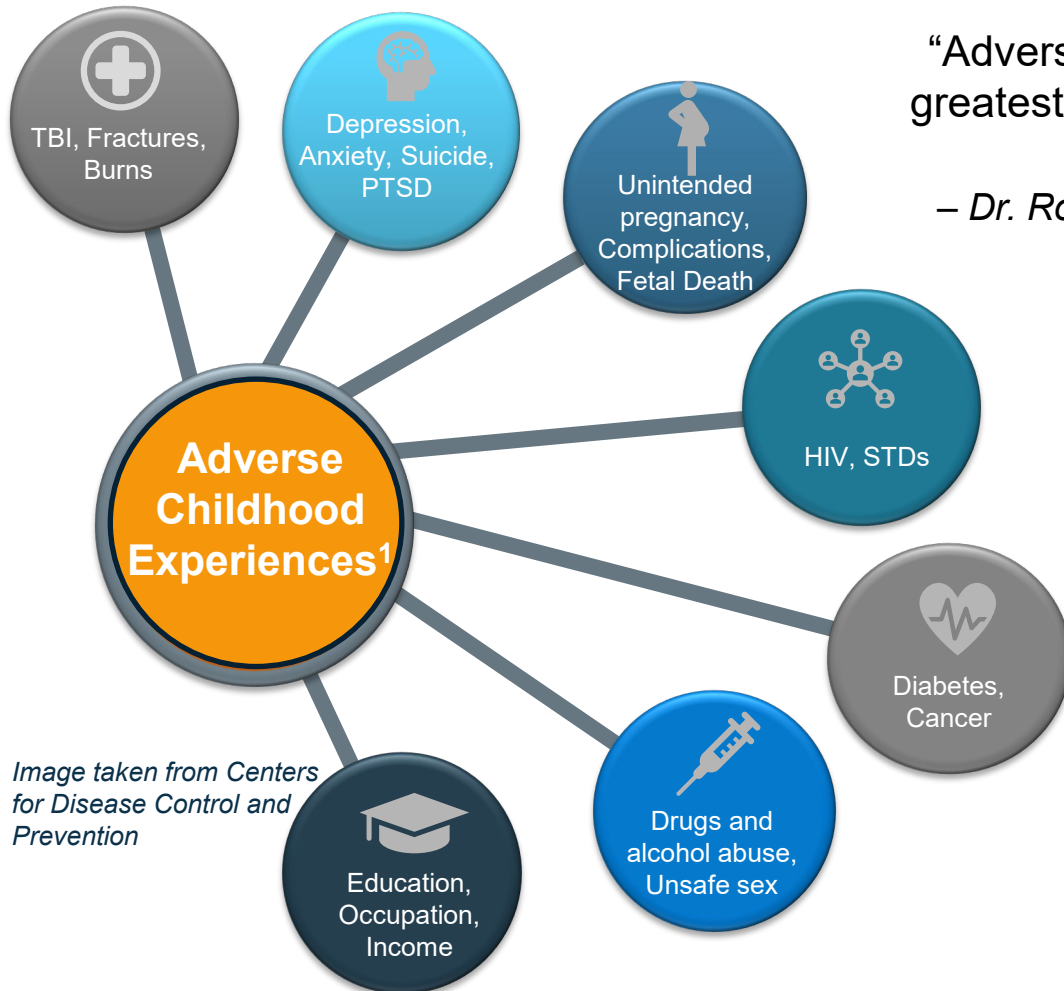 “Advers
greatest
– Dr. Ro
TBI, Fractures,
Burns
Depression,
Anxiety, Suicide,
PTSD
Unintended
pregnancy,
Complications,
Fetal Death
HIV, STDs
Adverse
Childhood
Experiences¹
Diabetes,
Cancer
Drugs and
alcohol abuse,
Unsafe sex
Education,
Occupation,
Income
Image taken from Centers
for Disease Control and
Prevention